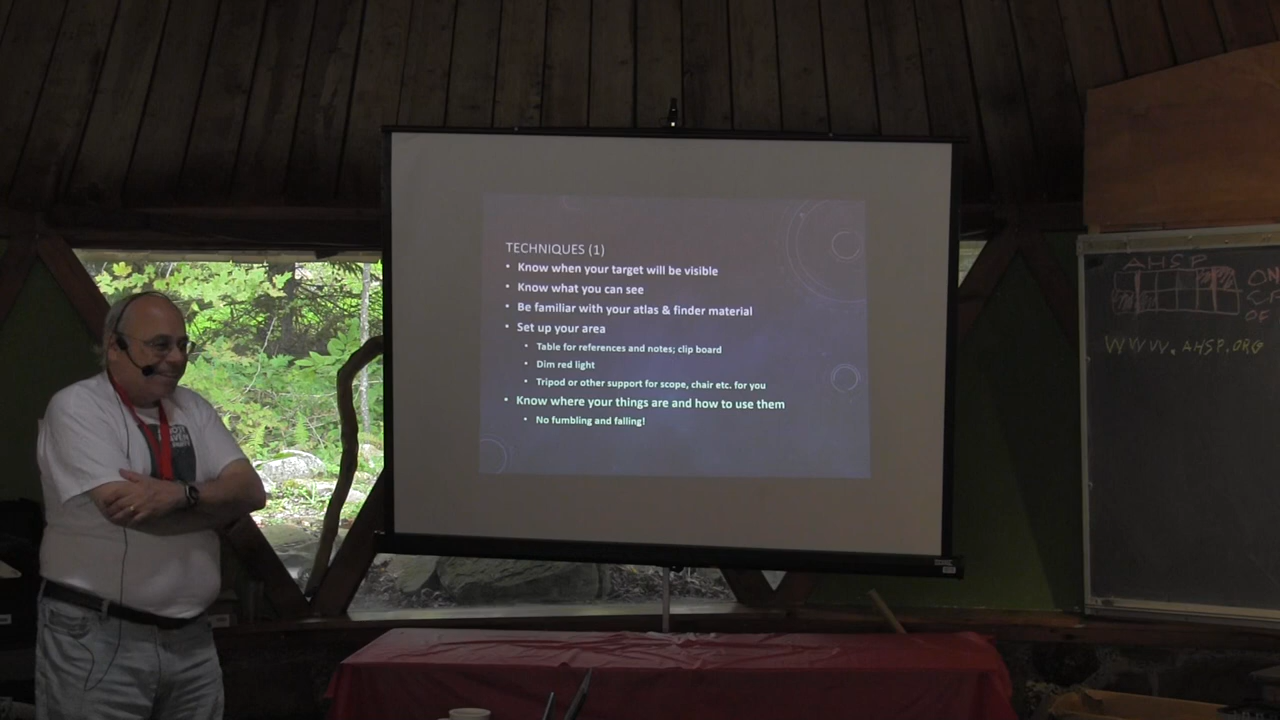 TECHNIQUES (1)
• Know when your target will be visible
• Know what you can see
• Be familiar with your atlas & finder material
• Set up your area
• Table for references and notes; clip board
• Dim red light
• Tripod or other support for scope, chair etc. for you
• Know where your things are and how to use them
• No fumbling and falling!
AHSP
ON
OF
WWW.AHSP.ORG